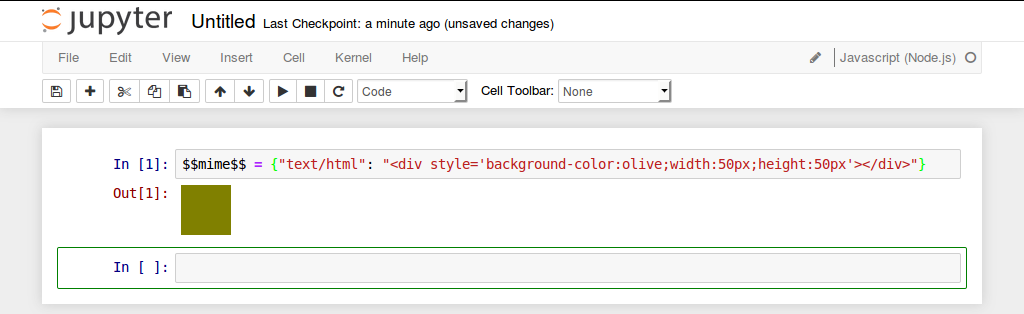 jupyter Untitled Last Checkpoint: a minute ago (unsaved changes)
File Edit View Insert Cell Kernel Help Javascript (Node.js)
Code Cell Toolbar: None
In [1]: $$mime$$ = {"text/html": "<div style='background-color:olive;width:50px;height:50px'></div>"}
Out[1]:
In [ ]: